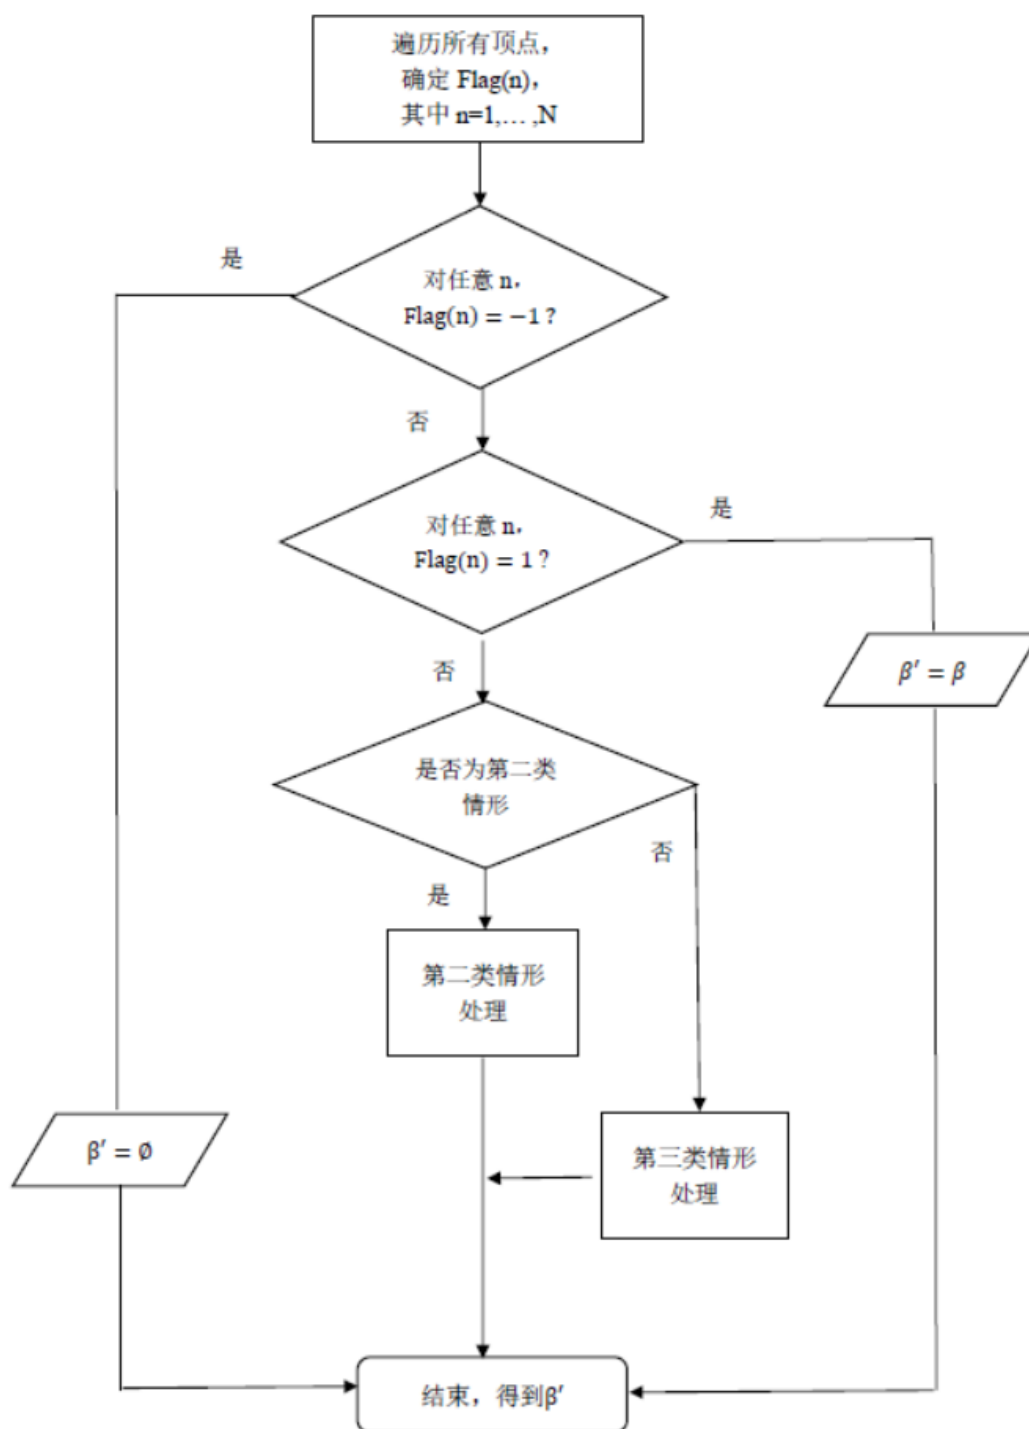 遍历所有顶点，
确定 Flag(n)，
其中 n=1,… ,N
是
对任意 n，
Flag(n) = −1？
否
对任意 n，
Flag(n) = 1？
是
β′ = β
否
是否为第二类
情形
否
是
第二类情形
处理
β′ = ∅
第三类情形
处理
结束，得到β′